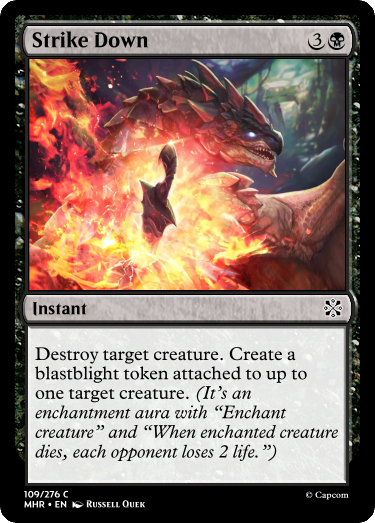 Strike Down 3
Instant
Destroy target creature. Create a
blastblight token attached to up to
one target creature. (It's an
enchantment aura with “Enchant
creature” and “When enchanted creature
dies, each opponent loses 2 life.”)
109/276 C
MHR • EN Russell Ouek © Capcom